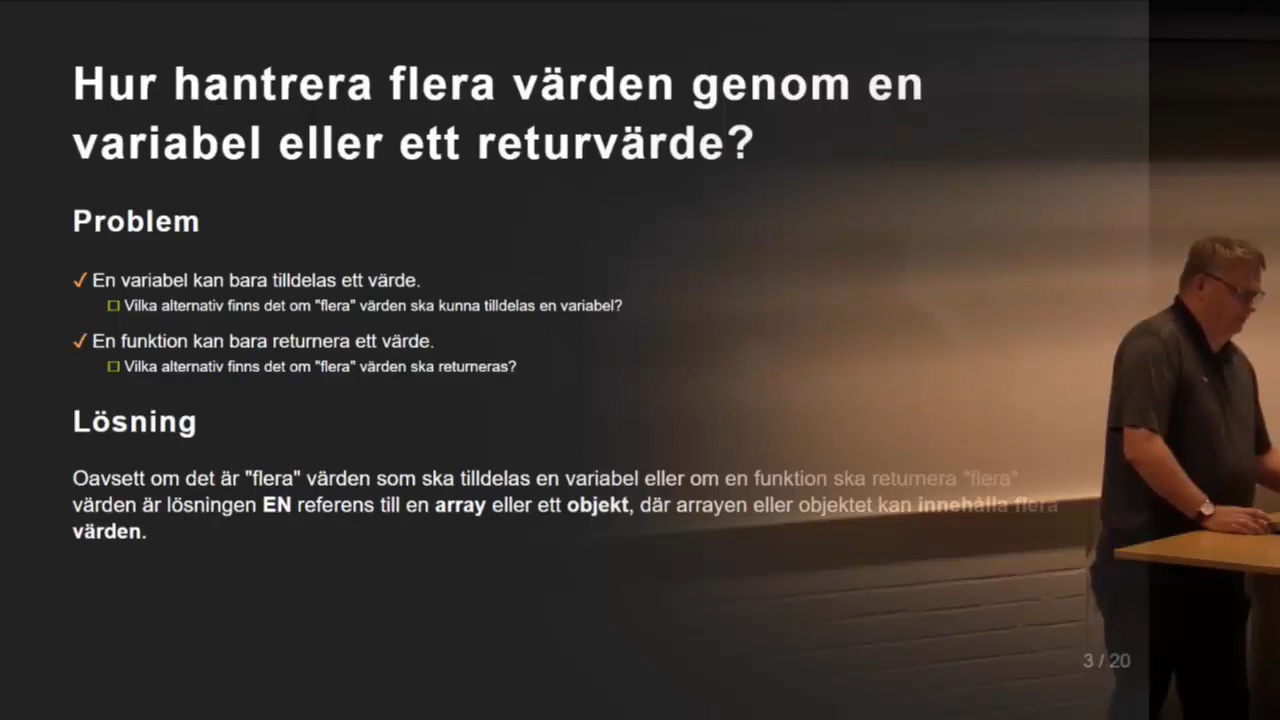 Hur hantrera flera värden genom en
variabel eller ett returvärde?
Problem
✓ En variabel kan bara tilldelas ett värde.
☐ Vilka alternativ finns det om "flera" värden ska kunna tilldelas en variabel?
✓ En funktion kan bara returnera ett värde.
☐ Vilka alternativ finns det om "flera" värden ska returneras?
Lösning
Oavsett om det är "flera" värden som ska tilldelas en variabel eller om en funktion ska returnera "flera"
värden är lösningen EN referens till en array eller ett objekt, där arrayen eller objektet kan innehålla flera
värden.
3 / 20